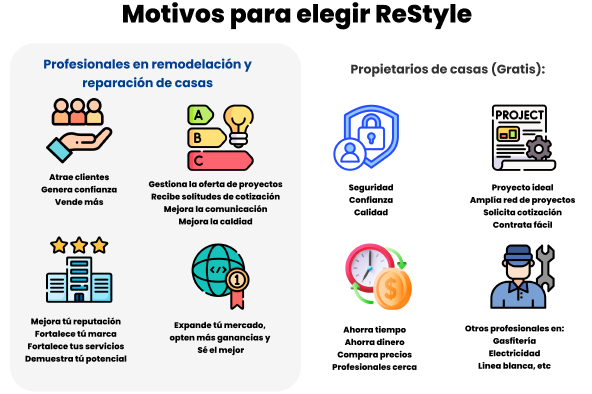 Motivos para elegir ReStyle
Profesionales en remodelación y
reparación de casas
A
B
C
Atrae clientes
Genera confianza
Vende más
Gestiona la oferta de proyectos
Recibe solitudes de cotización
Mejora la comunicación
Mejora la caldiad
</>
1
Mejora tú reputación
Fortalece tú marca
Fortalece tus servicios
Demuestra tú potencial
Expande tú mercado,
opten más ganancias y
Sé el mejor
Propietarios de casas (Gratis):
PROJECT
Seguridad
Confianza
Calidad
Proyecto ideal
Amplia red de proyectos
Solicita cotización
Contrata fácil
$
Ahorra tiempo
Ahorra dinero
Compara precios
Profesionales cerca
Otros profesionales en:
Gasfitería
Electricidad
Linea blanca, etc